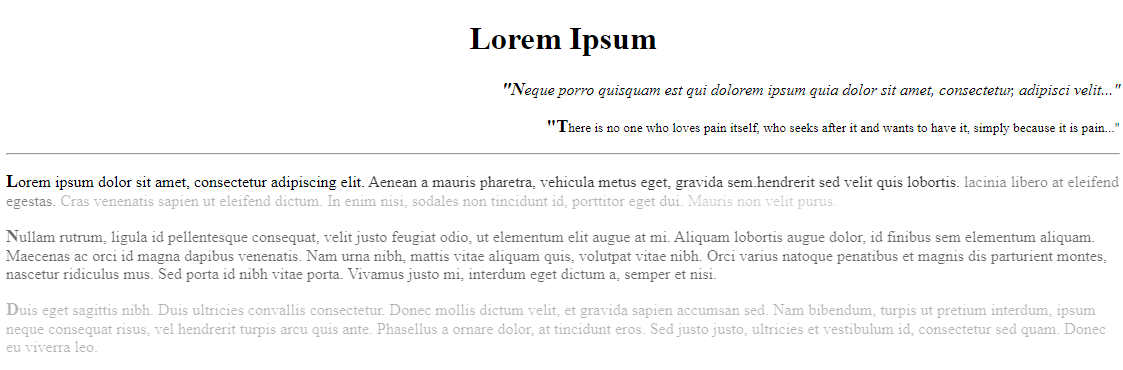 Lorem Ipsum
"Neque porro quisquam est qui dolorem ipsum quia dolor sit amet, consectetur, adipisci velit..."
"There is no one who loves pain itself, who seeks after it and wants to have it, simply because it is pain..."
Lorem ipsum dolor sit amet, consectetur adipiscing elit. Aenean a mauris pharetra, vehicula metus eget, gravida sem.hendrerit sed velit quis lobortis. lacinia libero at eleifend
egestas. Cras venenatis sapien ut eleifend dictum. In enim nisi, sodales non tincidunt id, porttitor eget dui. Mauris non velit purus.
Nullam rutrum, ligula id pellentesque consequat, velit justo feugiat odio, ut elementum elit augue at mi. Aliquam lobortis augue dolor, id finibus sem elementum aliquam.
Maecenas ac orci id magna dapibus venenatis. Nam urna nibh, mattis vitae aliquam quis, volutpat vitae nibh. Orci varius natoque penatibus et magnis dis parturient montes,
nascetur ridiculus mus. Sed porta id nibh vitae porta. Vivamus justo mi, interdum eget dictum a, semper et nisi.
Duis eget sagittis nibh. Duis ultricies convallis consectetur. Donec mollis dictum velit, et gravida sapien accumsan sed. Nam bibendum, turpis ut pretium interdum, ipsum
neque consequat risus, vel hendrerit turpis arcu quis ante. Phasellus a ornare dolor, at tincidunt eros. Sed justo justo, ultricies et vestibulum id, consectetur sed quam. Donec
eu viverra leo.